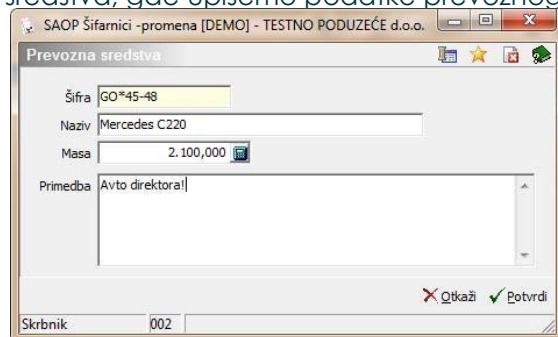 sredstva, gde upišemo podatke prevoznog
SAOP Šifarnici -promena [DEMO] - TESTNO PODUZEĆE d.o.o.
Prevozna sredstva
Šifra GO*45-48
Naziv Mercedes C220
Masa 2.100,000
Primedba Avto direktora!
Otkaži Potvrdi
Skrbnik 002